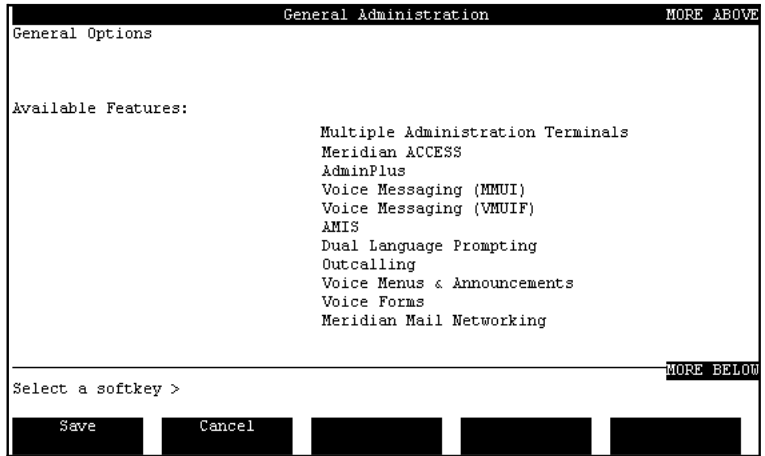 General Administration MORE ABOVE
General Options
Available Features:
Multiple Administration Terminals
Meridian ACCESS
AdminPlus
Voice Messaging (MMUI)
Voice Messaging (VMUIF)
AMIS
Dual Language Prompting
Outcalling
Voice Menus & Announcements
Voice Forms
Meridian Mail Networking
MORE BELOW
Select a softkey >
Save Cancel